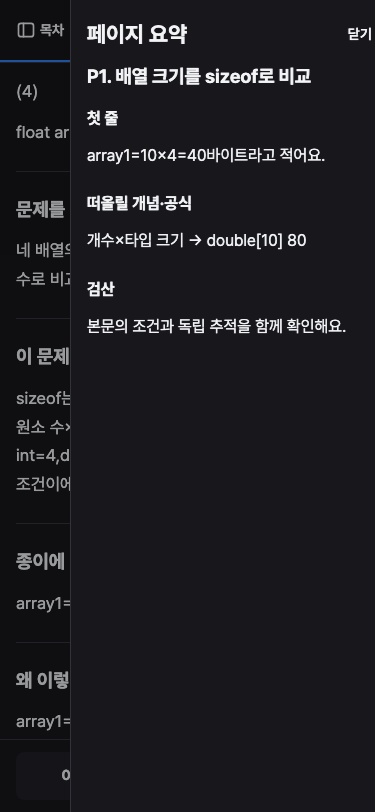 목차
페이지 요약
닫기
P1. 배열 크기를 sizeof로 비교
첫 줄
array1=10×4=40바이트라고 적어요.
떠올릴 개념·공식
개수×타입 크기 → double[10] 80
검산
본문의 조건과 독립 추적을 함께 확인해요.
(4)
float ar
문제를
네 배열의
수로 비교
이 문제
sizeof는
원소 수×
int=4,d
조건이에
종이에
array1=
왜 이렇
array1=